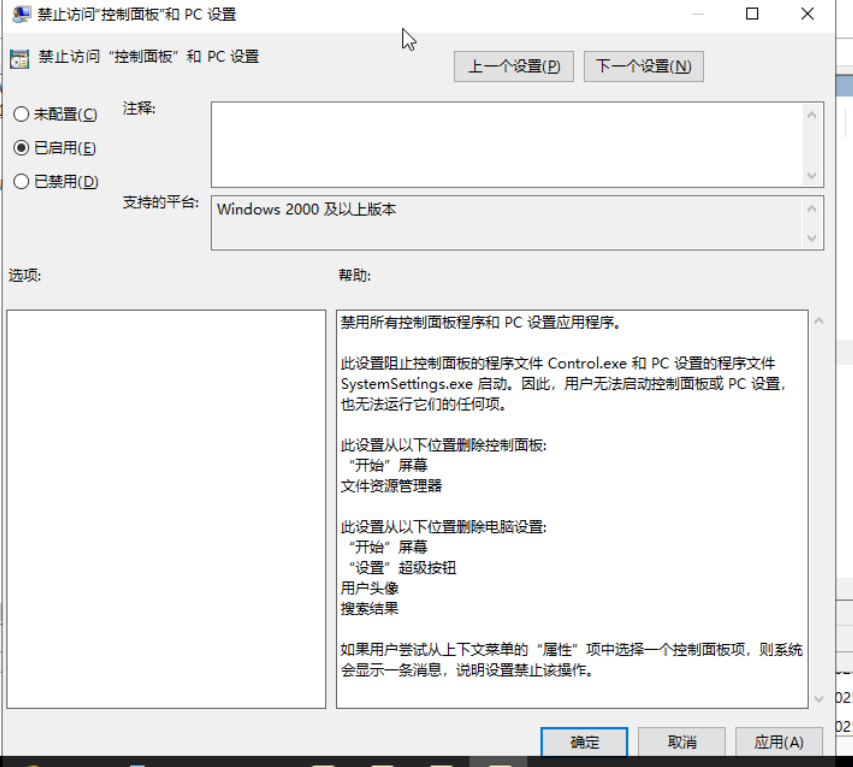 禁止访问“控制面板”和 PC 设置
禁止访问“控制面板”和 PC 设置
上一个设置(P)
下一个设置(N)
未配置(C)
注释:
已启用(E)
已禁用(D)
支持的平台:
Windows 2000 及以上版本
选项:
帮助:
禁用所有控制面板程序和 PC 设置应用程序。
此设置阻止控制面板的程序文件 Control.exe 和 PC 设置的程序文件
SystemSettings.exe 启动。因此，用户无法启动控制面板或 PC 设置，
也无法运行它们的任何项。
此设置从以下位置删除控制面板:
“开始”屏幕
文件资源管理器
此设置从以下位置删除电脑设置:
“开始”屏幕
“设置”超级按钮
用户头像
搜索结果
如果用户尝试从上下文菜单的“属性”项中选择一个控制面板项，则系统
会显示一条消息，说明设置禁止该操作。
确定
取消
应用(A)